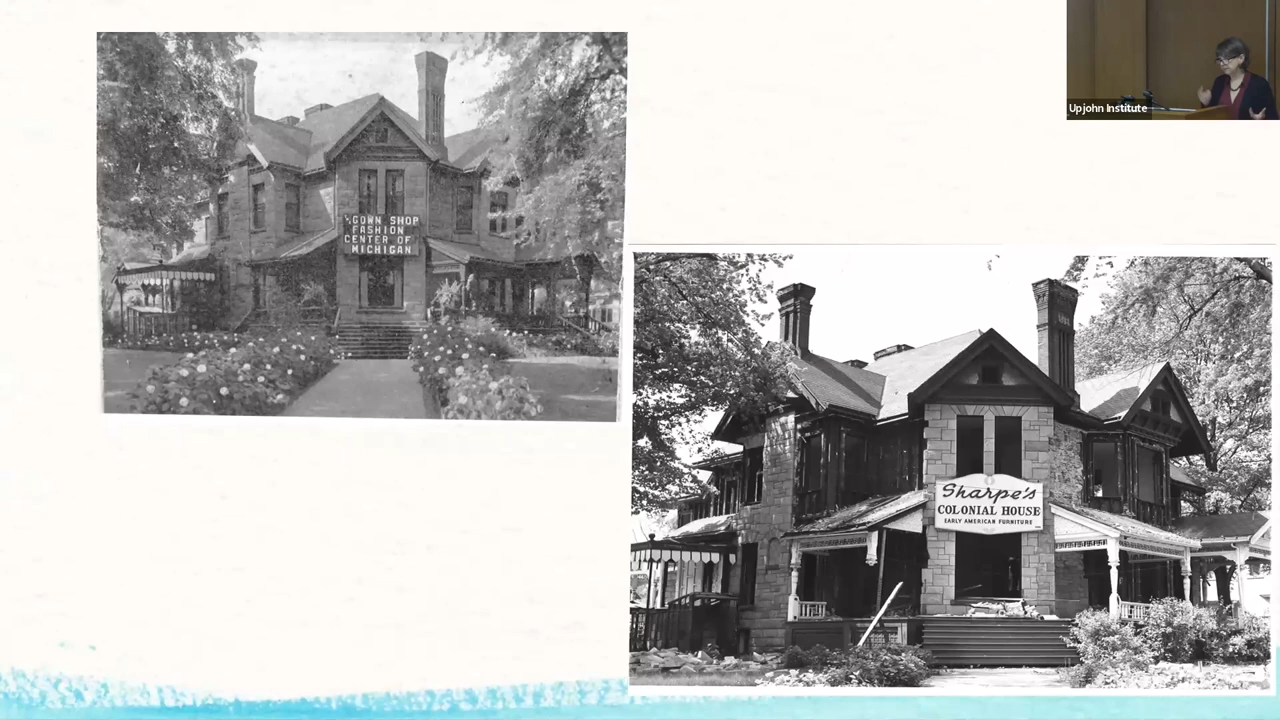 Upjohn Institute
GOWN SHOP
FASHION
CENTER OF
MICHIGAN
Sharpe's
COLONIAL HOUSE
EARLY AMERICAN FURNITURE